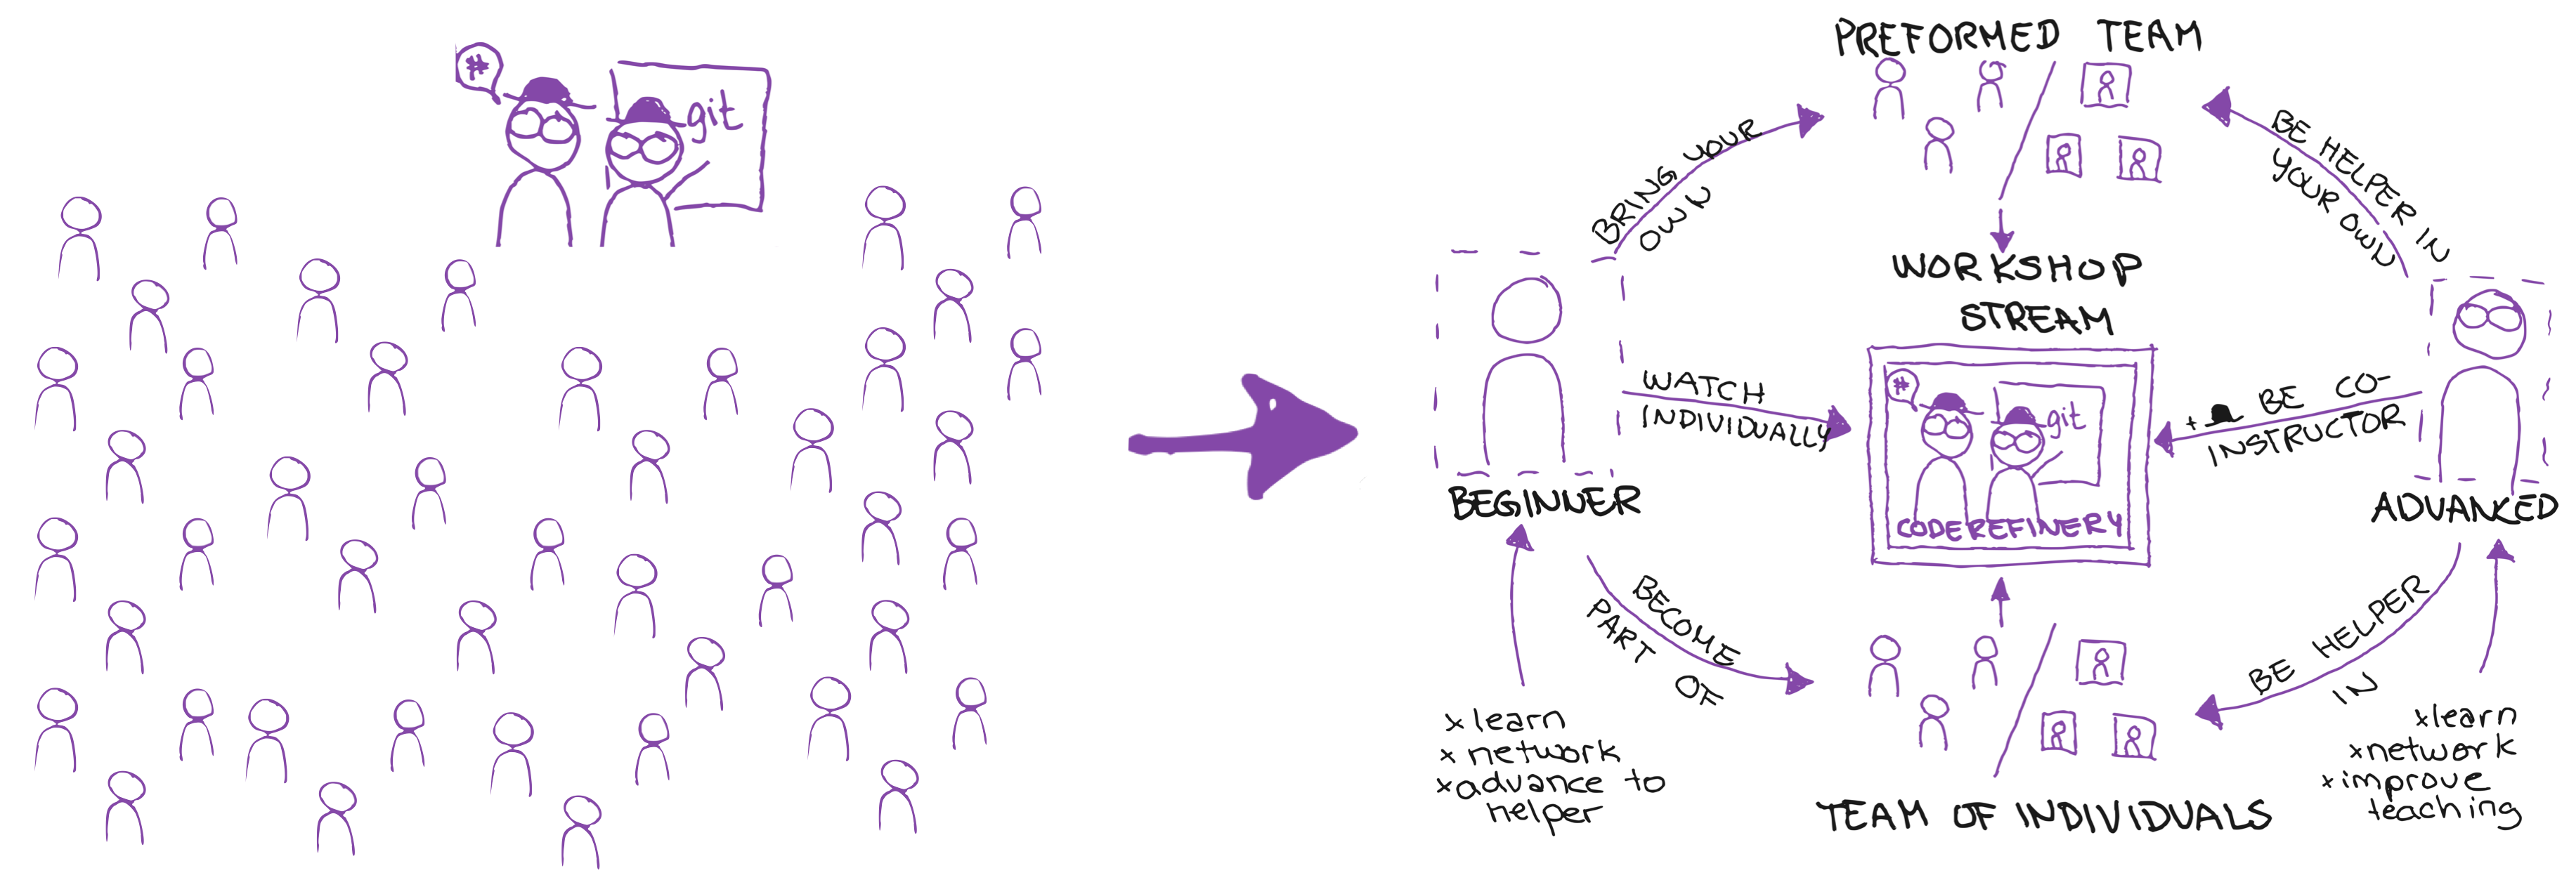 #
git
PREFORMED TEAM
BRING YOUR
OWN
BE HELPER IN
YOUR OWN
WORKSHOP
STREAM
WATCH
INDIVIDUALLY
#
git
CODEREFINERY
+ BE CO-
INSTRUCTOR
BEGINNER
ADVANCED
BECOME
PART OF
BE HELPER
IN
x learn
x network
x advance to
helper
x learn
x network
x improve
teaching
TEAM OF INDIVIDUALS